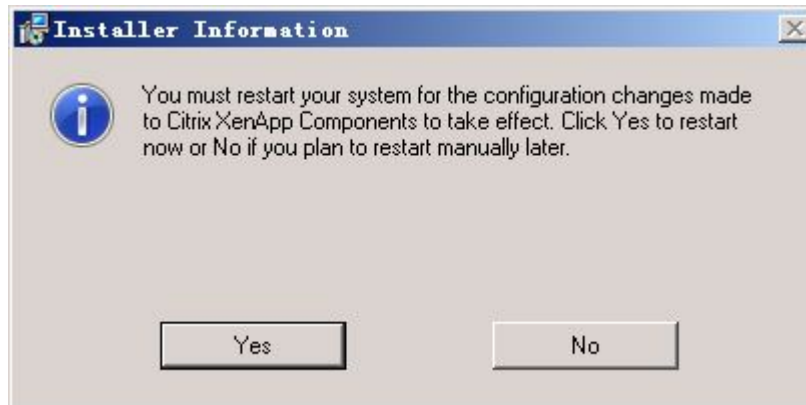 Installer Information
You must restart your system for the configuration changes made
to Citrix XenApp Components to take effect. Click Yes to restart
now or No if you plan to restart manually later.
Yes
No